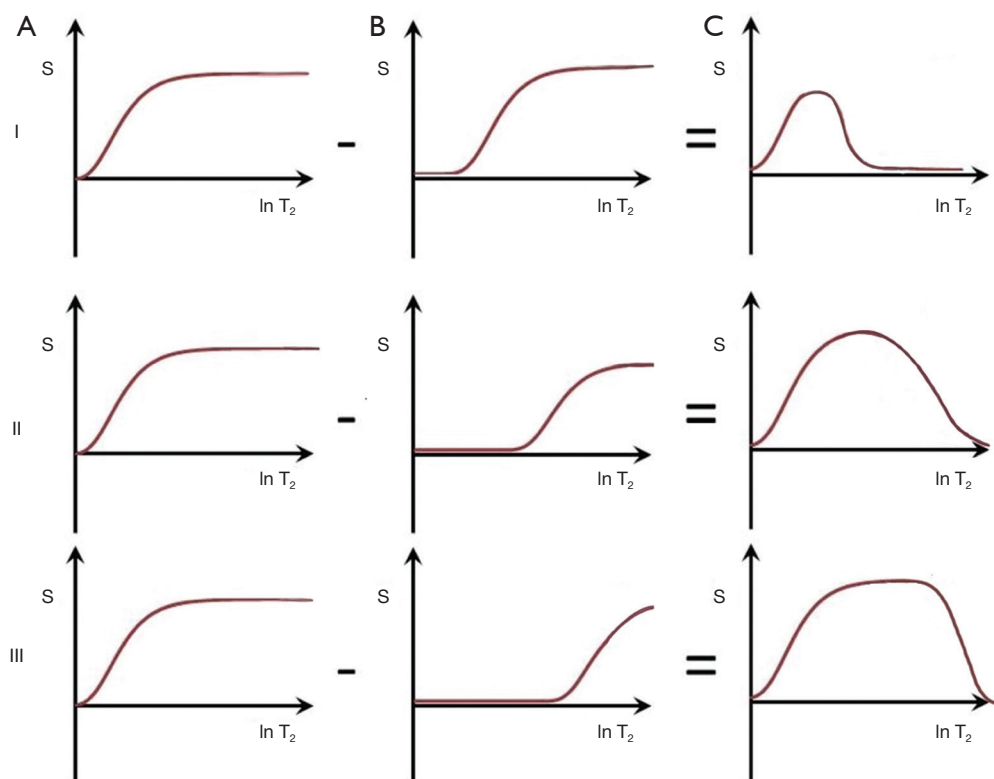 A B C
S S S
I - - =
ln T₂ ln T₂ ln T₂
S S S
II - =
ln T₂ ln T₂ ln T₂
S S S
III - =
ln T₂ ln T₂ ln T₂